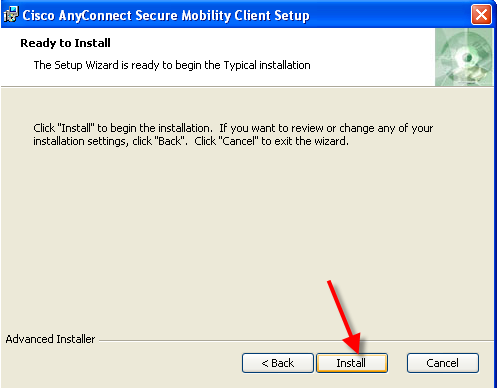 Cisco AnyConnect Secure Mobility Client Setup
Ready to Install
The Setup Wizard is ready to begin the Typical installation
Click "Install" to begin the installation.  If you want to review or change any of your
installation settings, click "Back".  Click "Cancel" to exit the wizard.
Advanced Installer
< Back
Install
Cancel